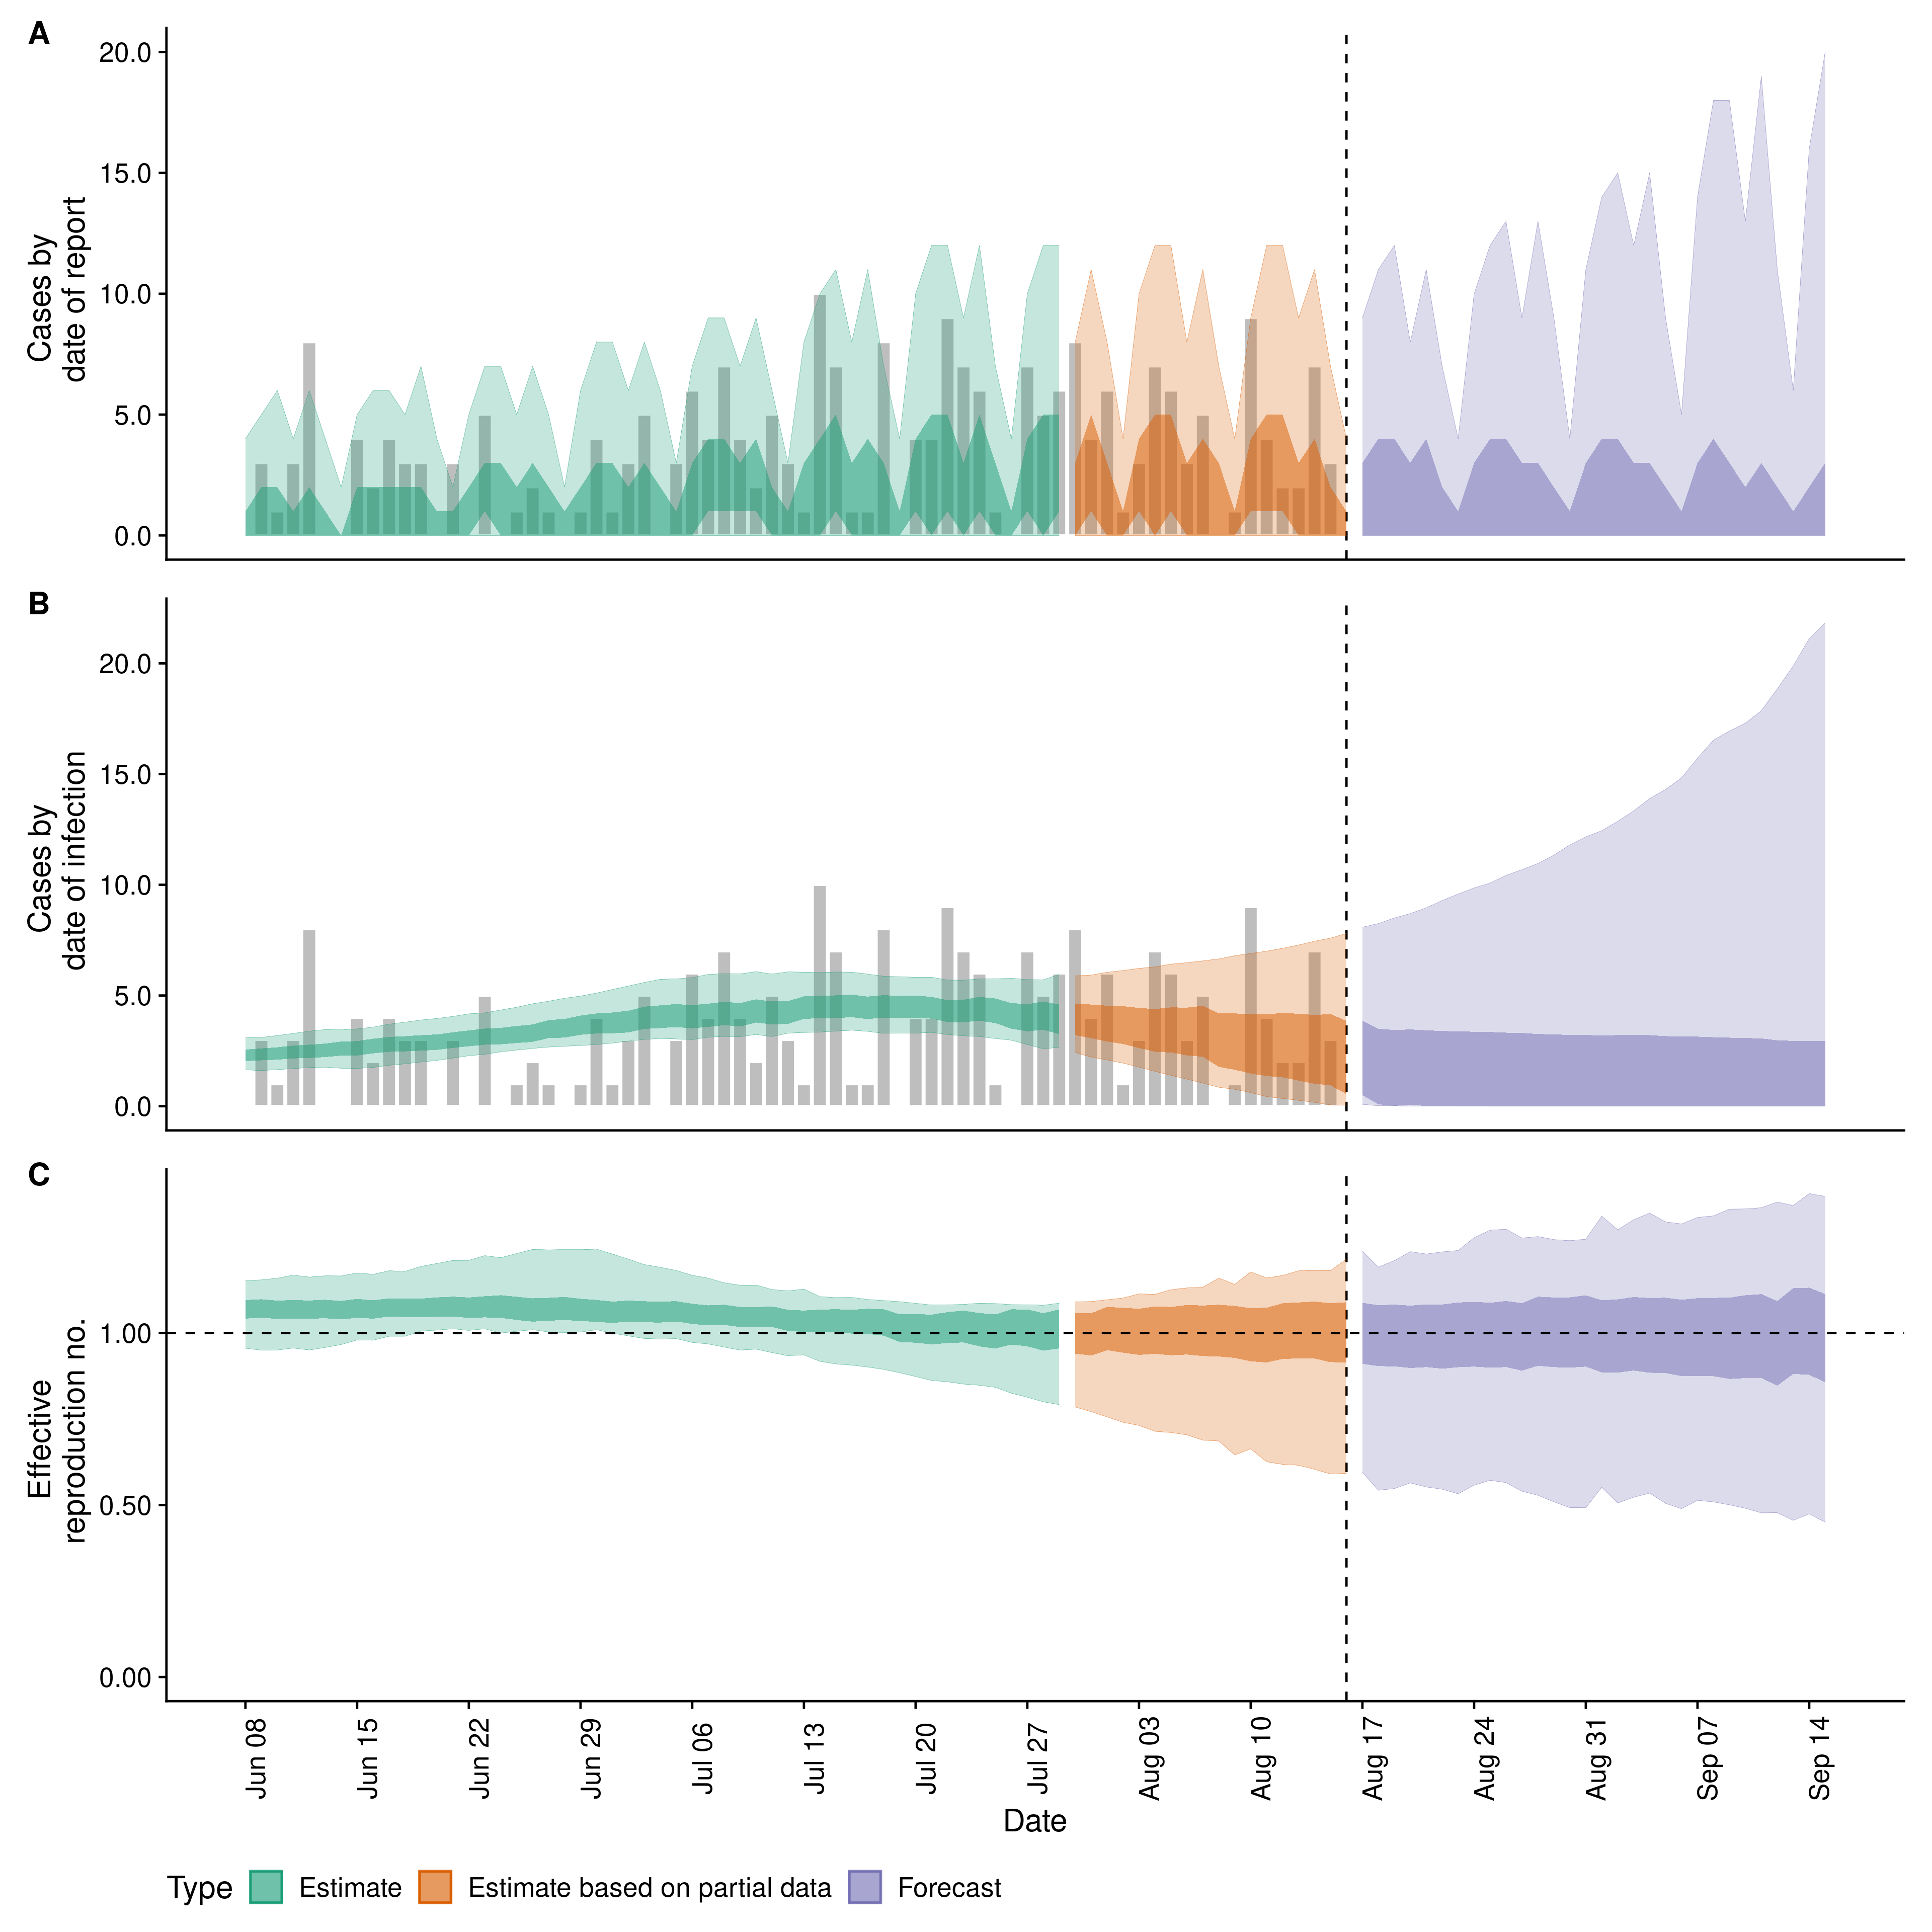 A
20.0
15.0
10.0
5.0
0.0
Cases by
date of report
B
20.0
15.0
10.0
5.0
0.0
Cases by
date of infection
C
1.00
0.50
0.00
Effective
reproduction no.
Jun 08
Jun 15
Jun 22
Jun 29
Jul 06
Jul 13
Jul 20
Jul 27
Aug 03
Aug 10
Aug 17
Aug 24
Aug 31
Sep 07
Sep 14
Date
Type Estimate Estimate based on partial data Forecast